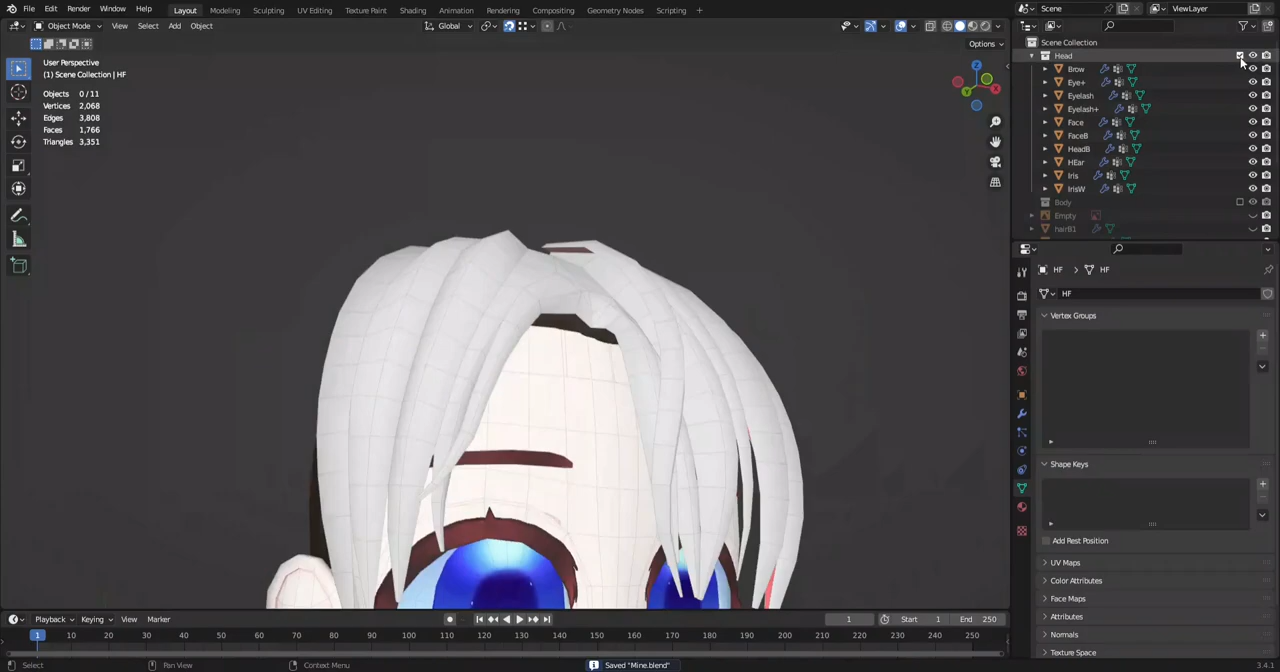 File Edit Render Window Help Layout Modeling Sculpting UV Editing Texture Paint Shading Animation Rendering Compositing Geometry Nodes Scripting + Scene ViewLayer
Object Mode View Select Add Object Global
Options
User Perspective
(1) Scene Collection | HF
Objects 0/11
Vertices 2,068
Edges 3,808
Faces 1,766
Triangles 3,351
Z
X
Y
Scene Collection
Head
Brow
Eye+
Eyelash
Eyelash+
Face
FaceB
HeadB
HEar
Iris
IrisW
Body
Empty
hairB1
HF > HF
HF
Vertex Groups
Shape Keys
Add Rest Position
UV Maps
Color Attributes
Face Maps
Attributes
Normals
Texture Space
Playback Keying View Marker 1 Start 1 End 250
1 10 20 30 40 50 60 70 80 90 100 110 120 130 140 150 160 170 180 190 200 210 220 230 240 250
Select Pan View Context Menu Saved "Mine.blend" 3.4.1